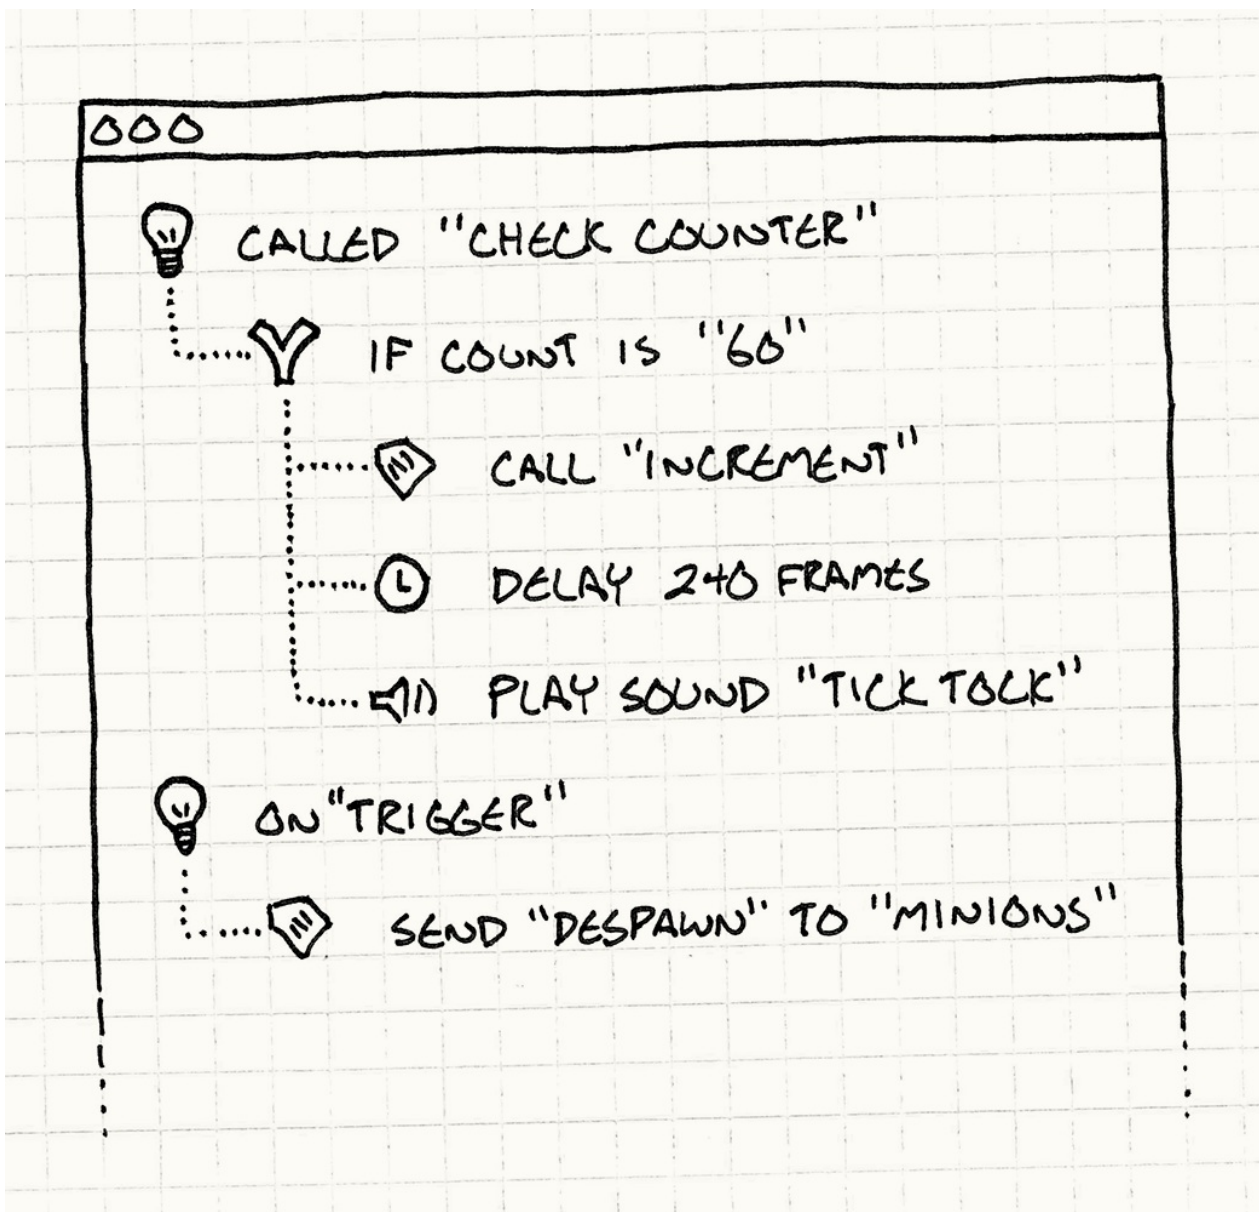 CALLED "CHECK COUNTER"
IF COUNT IS "60"
CALL "INCREMENT"
DELAY 240 FRAMES
PLAY SOUND "TICK TOCK"
ON "TRIGGER"
SEND "DESPAWN" TO "MINIONS"